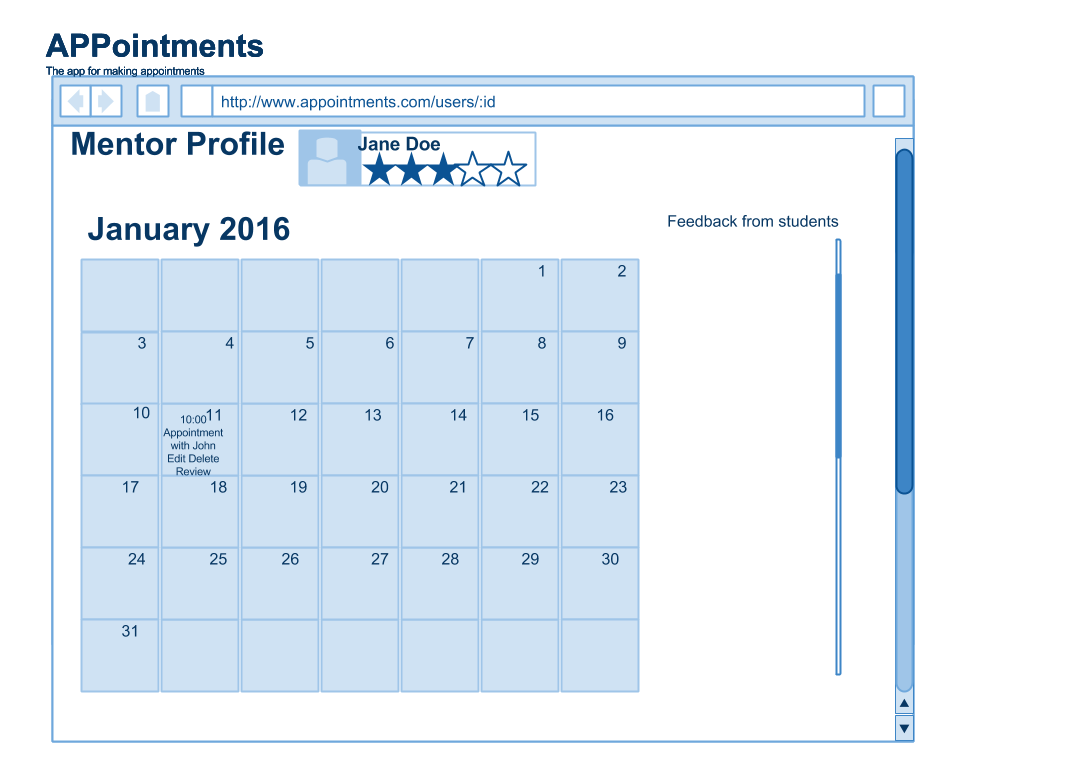 APPointments
The app for making appointments
http://www.appointments.com/users/:id
Mentor Profile
Jane Doe
January 2016
Feedback from students
1 2
3 4 5 6 7 8 9
10 11 12 13 14 15 16
10:00
Appointment
with John
Edit Delete
Review
17 18 19 20 21 22 23
24 25 26 27 28 29 30
31